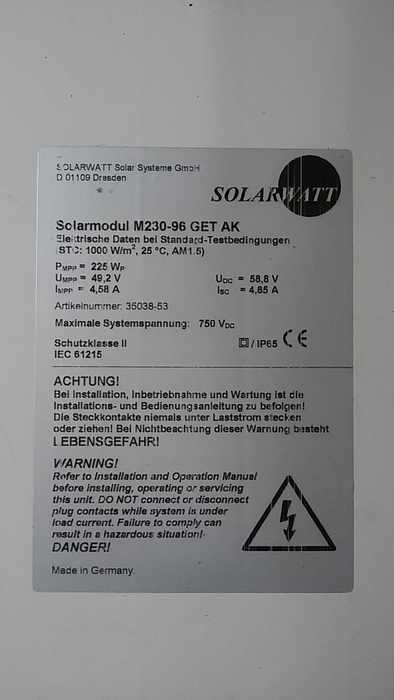 SOLARWATT Solar Systeme GmbH
D 01109 Dresden
SOLARWATT
Solarmodul M230-96 GET AK
Elektrische Daten bei Standard-Testbedingungen
(STC: 1000 W/m², 25 °C, AM1.5)
PMPP = 225 WP
UMPP = 49,2 V UOC = 58,8 V
IMPP = 4,58 A ISC = 4,85 A
Artikelnummer: 35038-53
Maximale Systemspannung: 750 VDC
Schutzklasse II / IP65 CE
IEC 61215
ACHTUNG!
Bei Installation, Inbetriebnahme und Wartung ist die
Installations- und Bedienungsanleitung zu befolgen!
Die Steckkontakte niemals unter Laststrom stecken
oder ziehen! Bei Nichtbeachtung dieser Warnung besteht
LEBENSGEFAHR!
WARNING!
Refer to Installation and Operation Manual
before installing, operating or servicing
this unit. DO NOT connect or disconnect
plug contacts while system is under
load current. Failure to comply can
result in a hazardous situation!
DANGER!
Made in Germany.